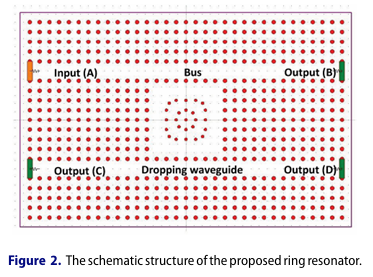 Input (A) Bus Output (B)
Output (C) Dropping waveguide Output (D)
Figure 2. The schematic structure of the proposed ring resonator.